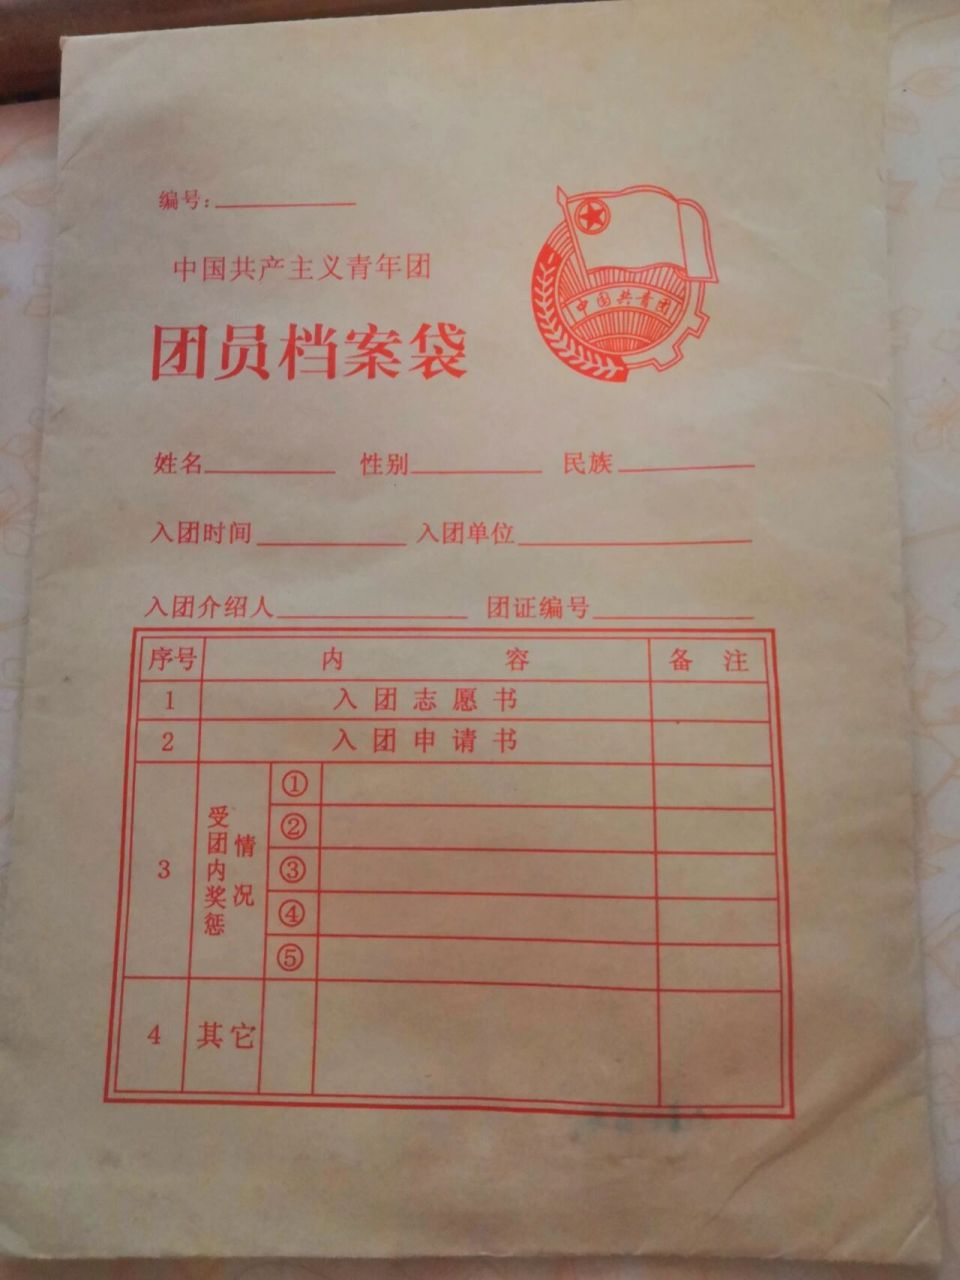 编号：
中国共产主义青年团
团员档案袋
中国共青团
姓名 性别 民族
入团时间 入团单位
入团介绍人 团证编号
序号 内容 备注
1 入团志愿书
2 入团申请书
3 受团内奖惩情况 ①
②
③
④
⑤
4 其它